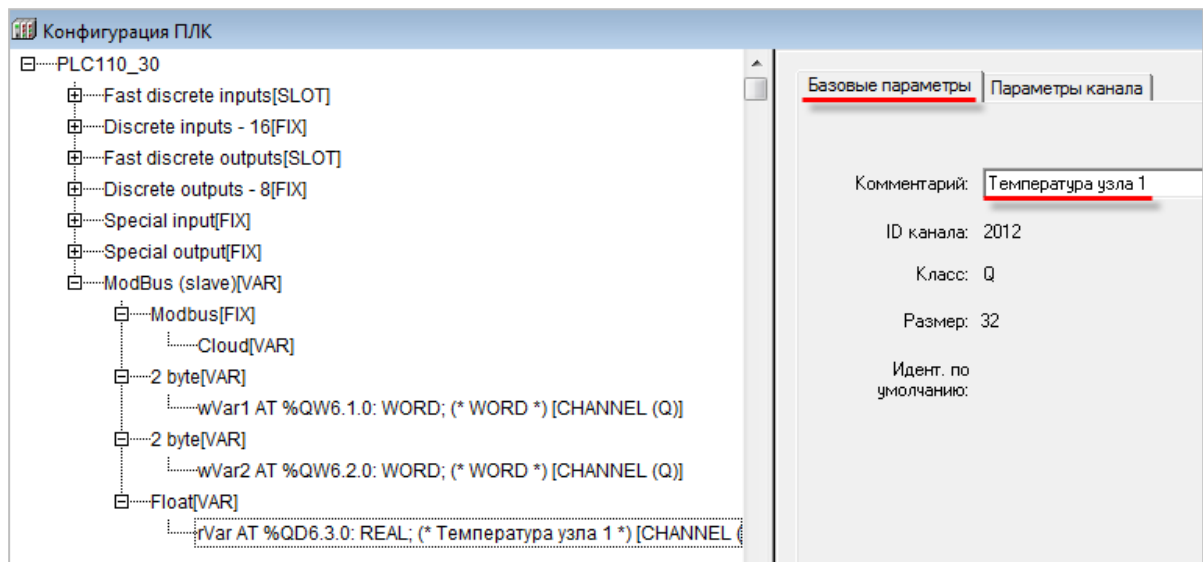 Конфигурация ПЛК
PLC110_30
Fast discrete inputs[SLOT]
Discrete inputs - 16[FIX]
Fast discrete outputs[SLOT]
Discrete outputs - 8[FIX]
Special input[FIX]
Special output[FIX]
ModBus (slave)[VAR]
Modbus[FIX]
Cloud[VAR]
2 byte[VAR]
wVar1 AT %QW6.1.0: WORD; (* WORD *) [CHANNEL (Q)]
2 byte[VAR]
wVar2 AT %QW6.2.0: WORD; (* WORD *) [CHANNEL (Q)]
Float[VAR]
rVar AT %QD6.3.0: REAL; (* Температура узла 1 *) [CHANNEL (
Базовые параметры Параметры канала
Комментарий: Температура узла 1
ID канала: 2012
Класс: Q
Размер: 32
Идент. по
умолчанию: